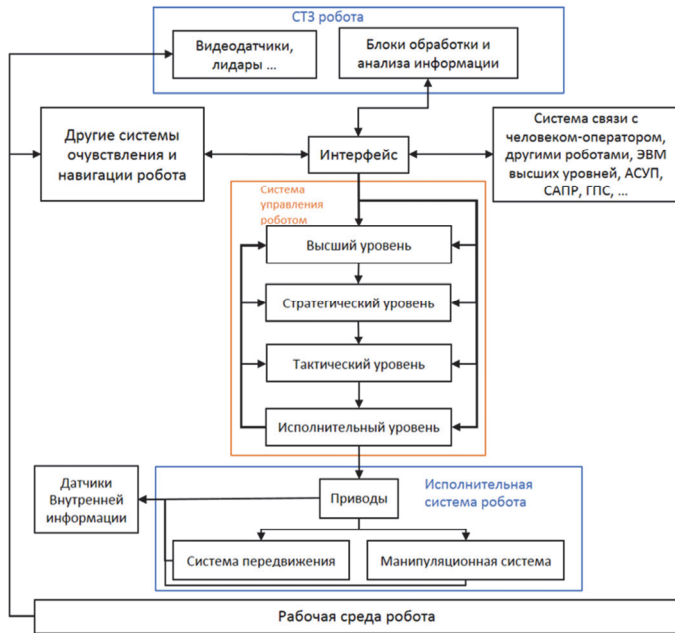 СТЗ робота
Видеодатчики,
лидары ...
Блоки обработки и
анализа информации
Другие системы
очувствления и
навигации робота
Интерфейс
Система связи с
человеком-оператором,
другими роботами, ЭВМ
высших уровней, АСУП,
САПР, ГПС, ...
Система
управления
роботом
Высший уровень
Стратегический уровень
Тактический уровень
Исполнительный уровень
Датчики
Внутренней
информации
Приводы
Исполнительная
система робота
Система передвижения
Манипуляционная система
Рабочая среда робота